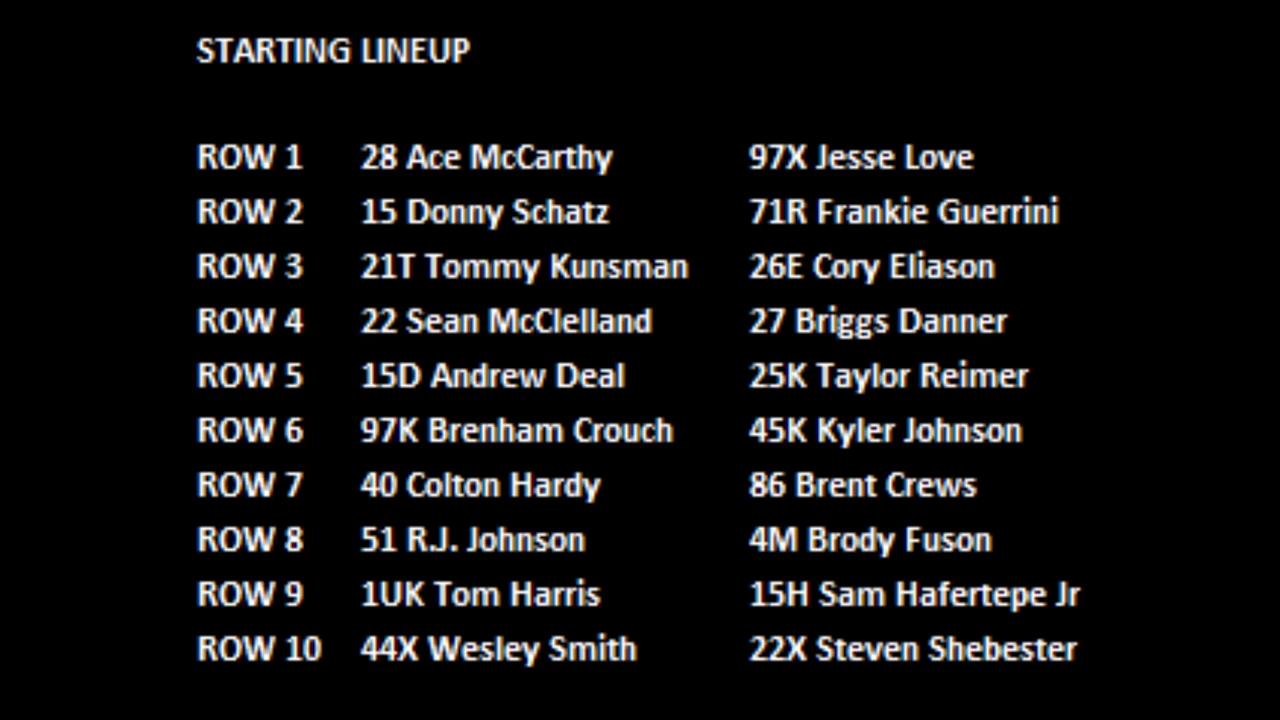 STARTING LINEUP
ROW 1 28 Ace McCarthy 97X Jesse Love
ROW 2 15 Donny Schatz 71R Frankie Guerrini
ROW 3 21T Tommy Kunsman 26E Cory Eliason
ROW 4 22 Sean McClelland 27 Briggs Danner
ROW 5 15D Andrew Deal 25K Taylor Reimer
ROW 6 97K Brenham Crouch 45K Kyler Johnson
ROW 7 40 Colton Hardy 86 Brent Crews
ROW 8 51 R.J. Johnson 4M Brody Fuson
ROW 9 1UK Tom Harris 15H Sam Hafertepe Jr
ROW 10 44X Wesley Smith 22X Steven Shebester